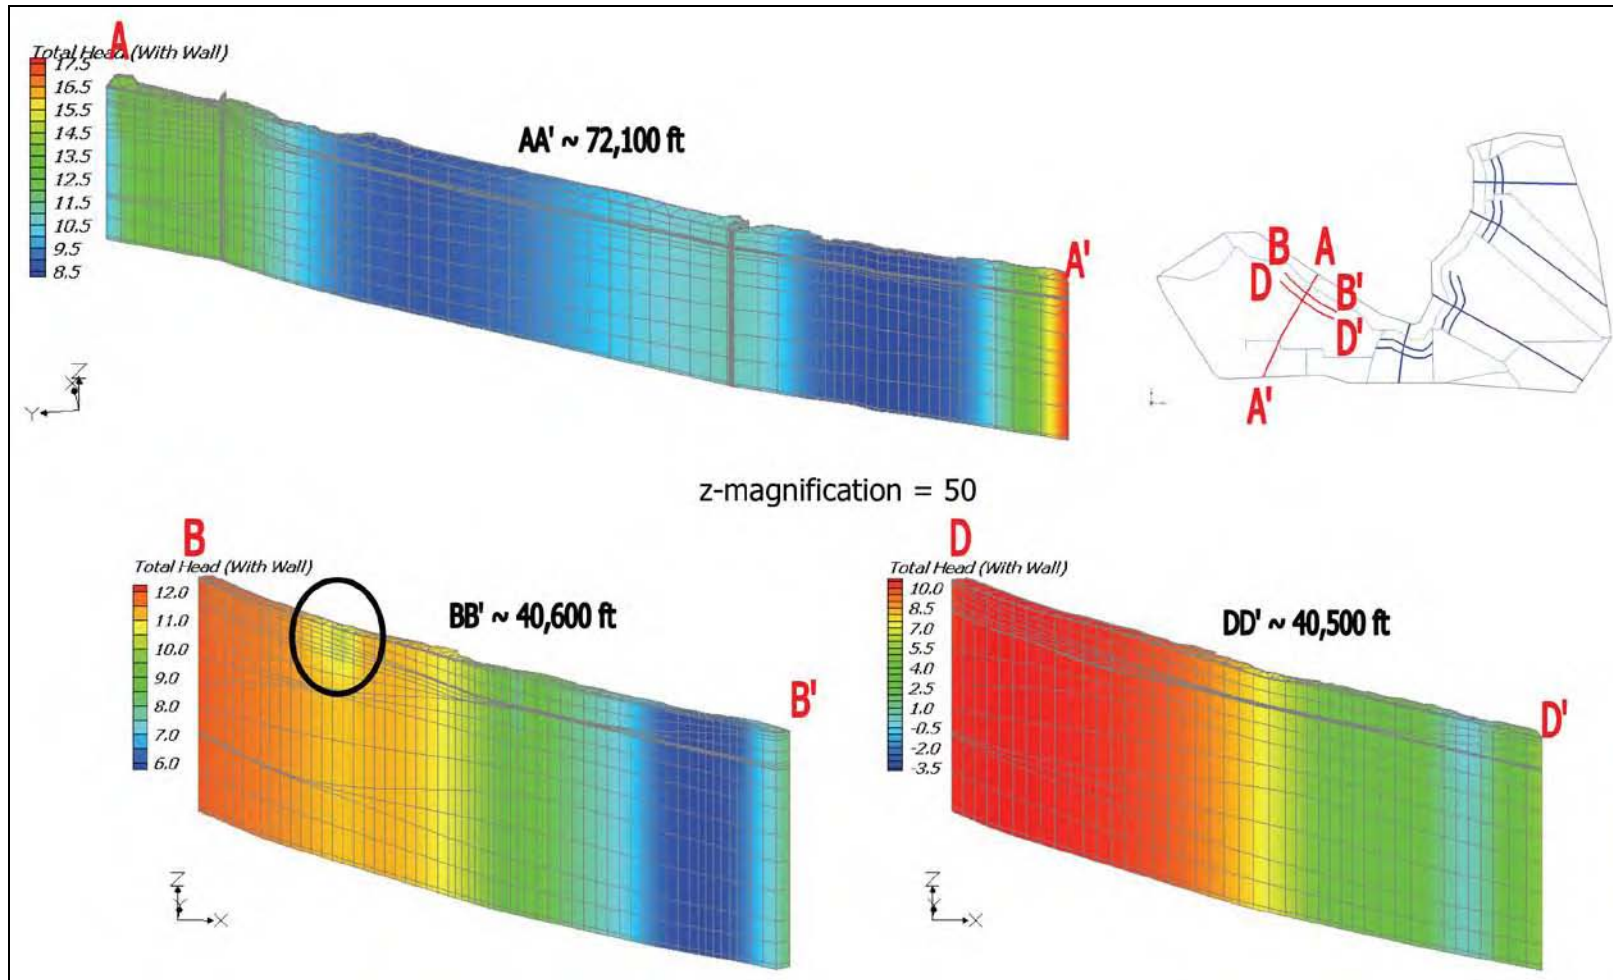 A
Total Head (With Wall)
17.5
16.5
15.5
14.5
13.5
12.5
11.5
10.5
9.5
8.5
AA' ~ 72,100 ft
A'
Z
X
Y
B
A
D
B'
D'
A'
z-magnification = 50
B
Total Head (With Wall)
12.0
11.0
10.0
9.0
8.0
7.0
6.0
BB' ~ 40,600 ft
B'
Z
Y
X
D
Total Head (With Wall)
10.0
8.5
7.0
5.5
4.0
2.5
1.0
-0.5
-2.0
-3.5
DD' ~ 40,500 ft
D'
Z
Y
X